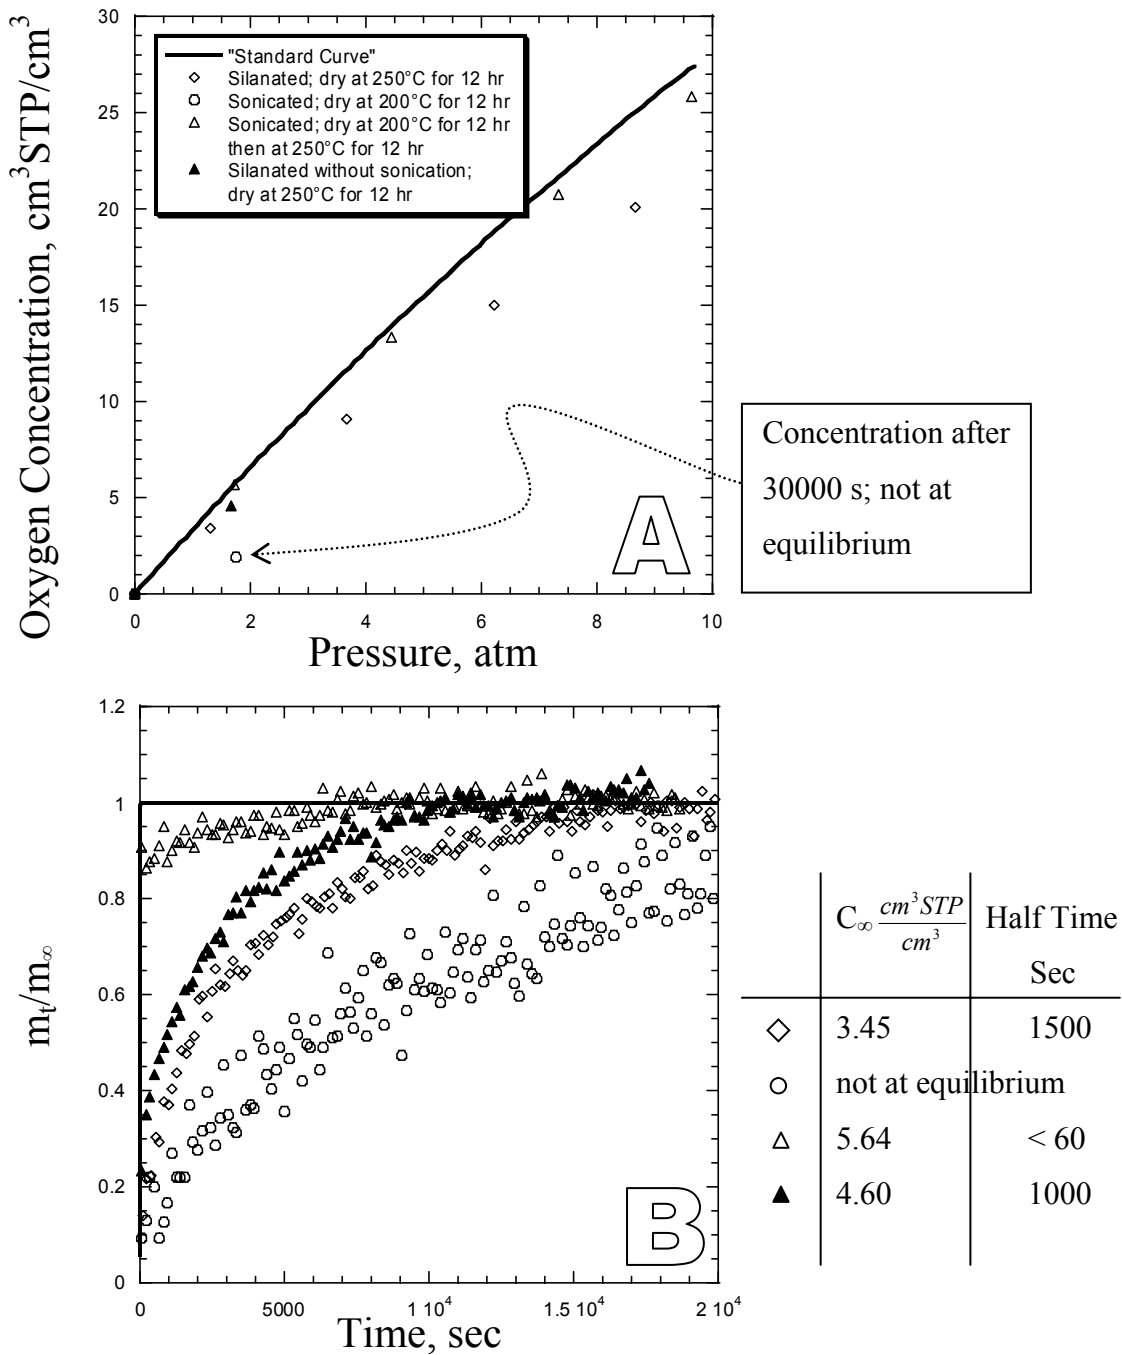 30
25
20
15
10
5
0
Oxygen Concentration, cm³STP/cm³
"Standard Curve"
Silanated; dry at 250°C for 12 hr
Sonicated; dry at 200°C for 12 hr
Sonicated; dry at 200°C for 12 hr
then at 250°C for 12 hr
Silanated without sonication;
dry at 250°C for 12 hr
A
Concentration after
30000 s; not at
equilibrium
0 2 4 6 8 10
Pressure, atm
1.2
1
0.8
0.6
0.4
0.2
0
mₜ/m∞
B
0 5000 1 10⁴ 1.5 10⁴ 2 10⁴
Time, sec
C∞ cm³STP/cm³ Half Time
Sec
3.45 1500
not at equilibrium
5.64 < 60
4.60 1000